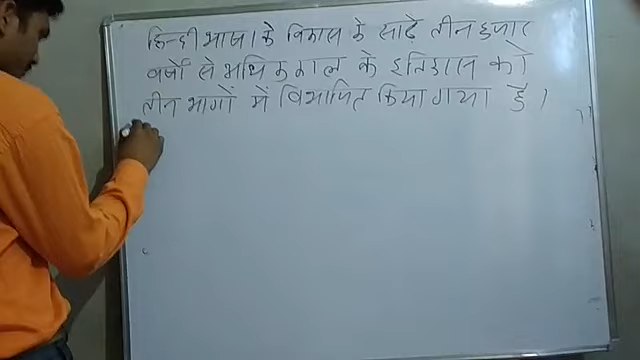 हिन्दी भाषा के विकास के साढ़े तीन हजार
वर्षों से अधिक काल के इतिहास को
तीन भागों में विभाजित किया गया है ।